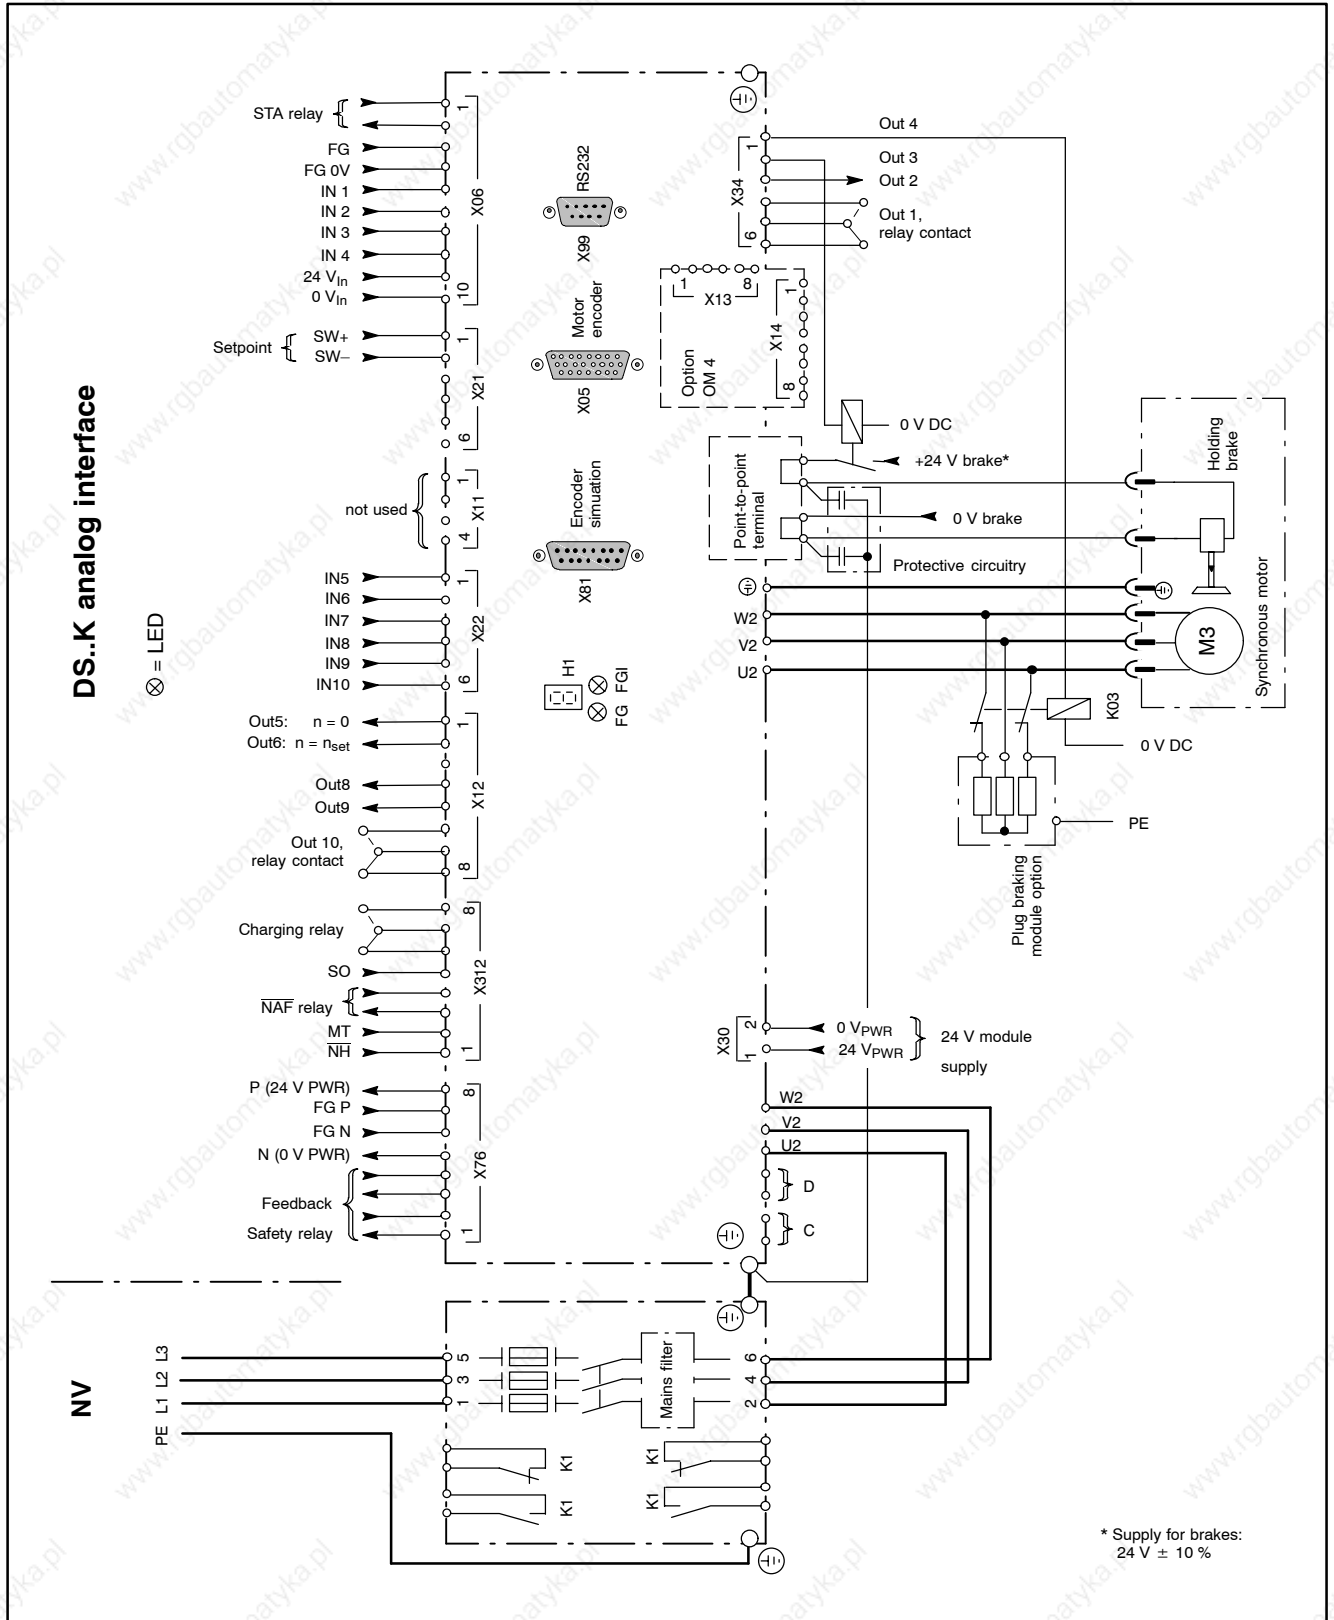 DS..K analog interface
⊗ = LED
STA relay
FG
FG 0V
IN 1
IN 2
IN 3
IN 4
24 VIn
0 VIn
1
X06
10
Setpoint
SW+
SW−
1
X21
6
not used
1
X11
4
IN5
IN6
IN7
IN8
IN9
IN10
1
X22
6
Out5: n = 0
Out6: n = nset
Out8
Out9
Out 10,
relay contact
1
X12
8
Charging relay
SO
NAF relay
MT
NH
8
X312
1
P (24 V PWR)
FG P
FG N
N (0 V PWR)
Feedback
Safety relay
8
X76
1
RS232
X99
Motor
encoder
X05
Encoder
simuation
X81
H1
FG FGI
1
X34
6
Out 4
Out 3
Out 2
Out 1,
relay contact
1 8
X13
1
X14
8
Option
OM 4
0 V DC
+24 V brake*
Point-to-point
terminal
0 V brake
Protective circuitry
W2
V2
U2
Holding
brake
M3
Synchronous motor
K03
0 V DC
PE
Plug braking
module option
X30
2
1
0 VPWR
24 VPWR
24 V module
supply
W2
V2
U2
D
C
NV
L3
L2
L1
PE
5
3
1
Mains filter
6
4
2
K1
K1
K1
K1
* Supply for brakes:
24 V ± 10 %
www.rgbautomatyka.pl